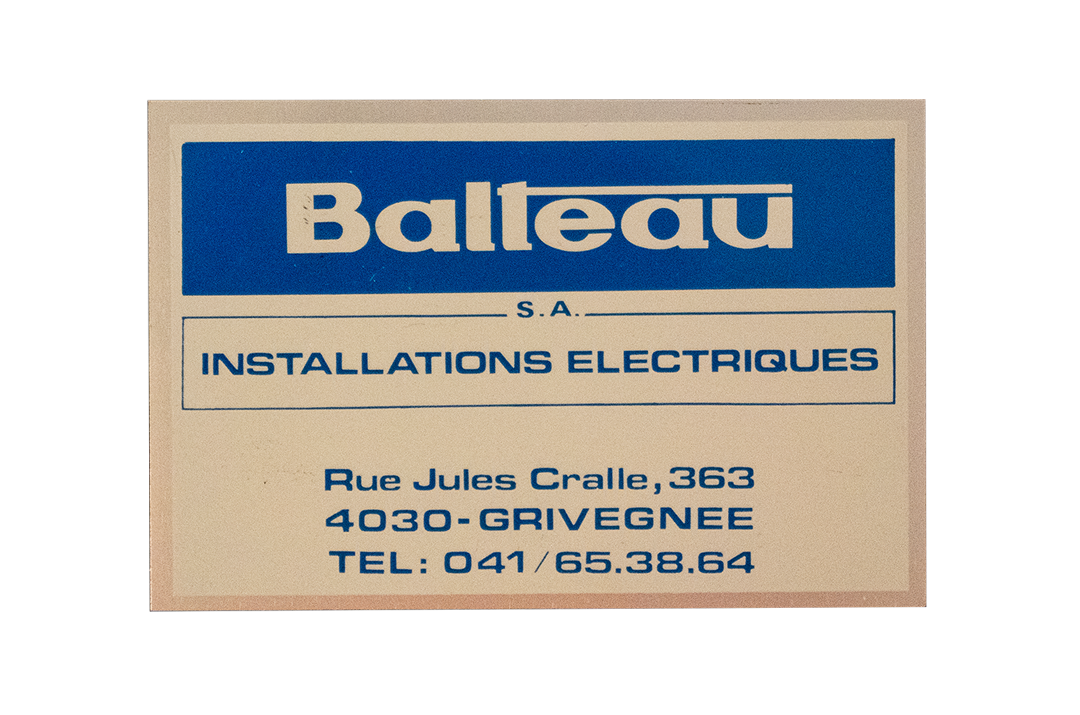 Balteau
S.A.
INSTALLATIONS ELECTRIQUES
Rue Jules Cralle, 363
4030-GRIVEGNEE
TEL: 041/65.38.64